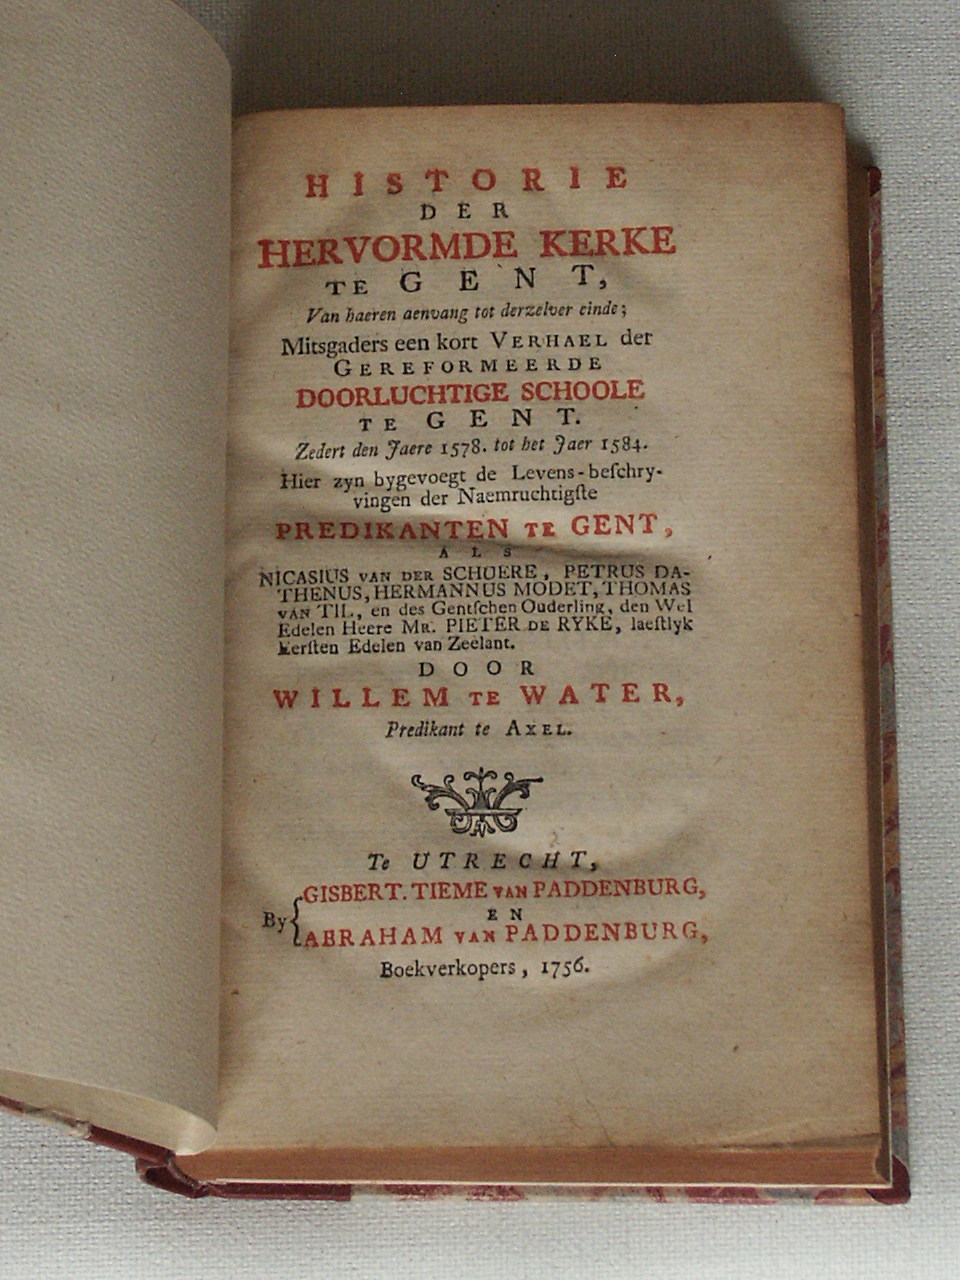 HISTORIE
DER
HERVORMDE KERKE
TE GENT,
Van haeren aenvang tot derzelver einde;
Mitsgaders een kort VERHAEL der
GEREFORMEERDE
DOORLUCHTIGE SCHOOLE
TE GENT.
Zedert den Jaere 1578. tot het Jaer 1584.
Hier zyn bygevoegt de Levens-beſchry-
vingen der Naemruchtigſte
PREDIKANTEN TE GENT,
ALS
NICASIUS VAN DER SCHUERE, PETRUS DA-
THENUS, HERMANNUS MODET, THOMAS
VAN TIL, en des Gentſchen Ouderling, den Wel
Edelen Heere MR. PIETER DE RYKE, laeſtlyk
Eerſten Edelen van Zeelant.
DOOR
WILLEM TE WATER,
Predikant te AXEL.
Te UTRECHT,
GISBERT. TIEME VAN PADDENBURG,
By EN
ABRAHAM VAN PADDENBURG,
Boekverkopers, 1756.